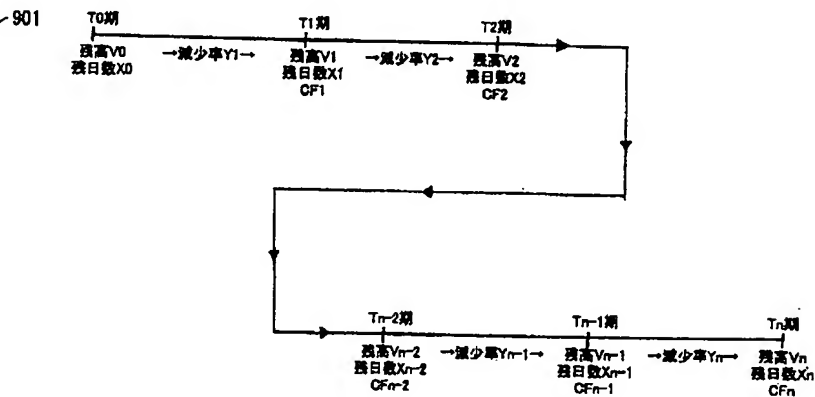 901
T0期 T1期 T2期
残高V0 →減少率Y1→ 残高V1 →減少率Y2→ 残高V2
残日数X0 残日数X1 残日数X2
CF1 CF2
Tn-2期 Tn-1期 Tn期
残高Vn-2 →減少率Yn-1→ 残高Vn-1 →減少率Yn→ 残高Vn
残日数Xn-2 残日数Xn-1 残日数Xn
CFn-2 CFn-1 CFn